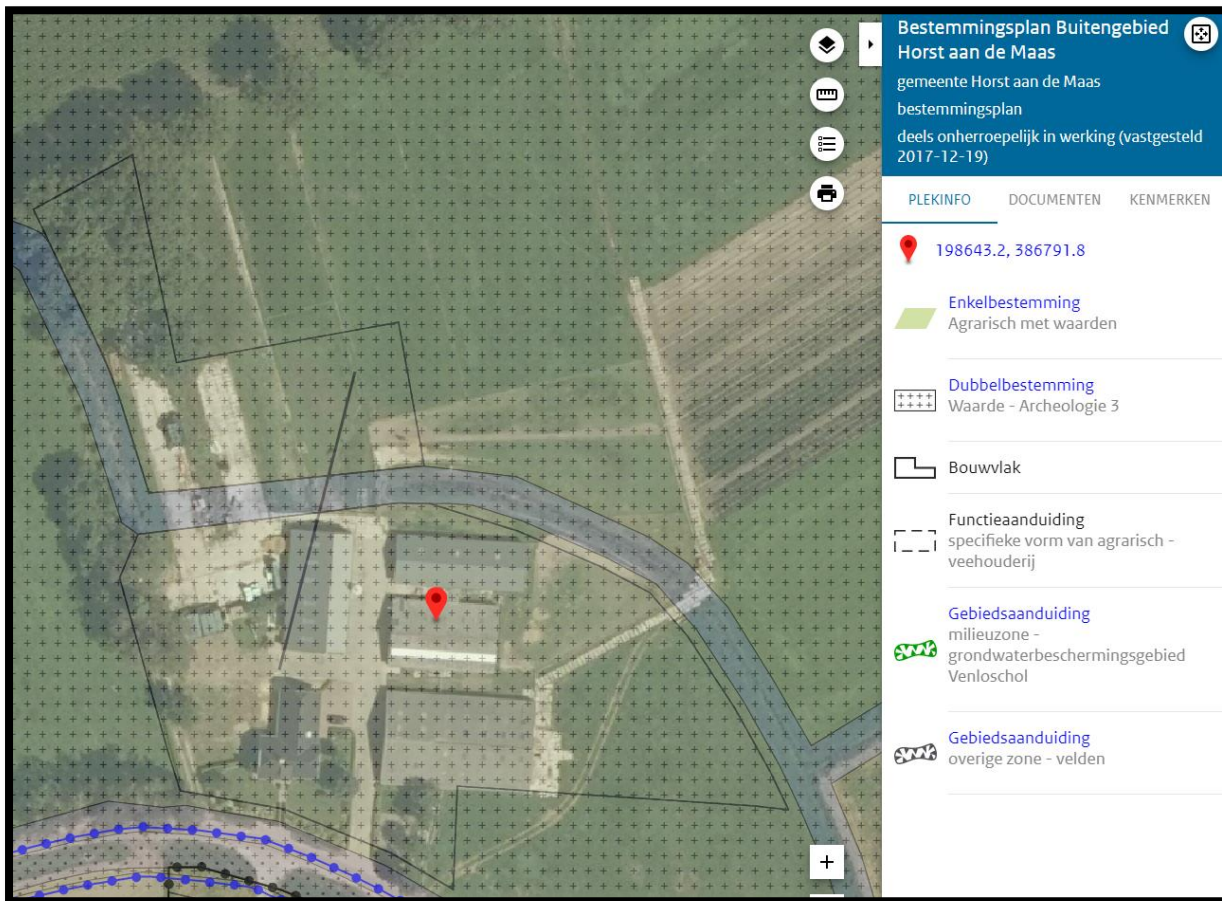 Bestemmingsplan Buitengebied
Horst aan de Maas
gemeente Horst aan de Maas
bestemmingsplan
deels onherroepelijk in werking (vastgesteld
2017-12-19)
PLEKINFO DOCUMENTEN KENMERKEN
198643.2, 386791.8
Enkelbestemming
Agrarisch met waarden
Dubbelbestemming
Waarde - Archeologie 3
Bouwvlak
Functieaanduiding
specifieke vorm van agrarisch -
veehouderij
Gebiedsaanduiding
milieuzone -
grondwaterbeschermingsgebied
Venloschol
Gebiedsaanduiding
overige zone - velden